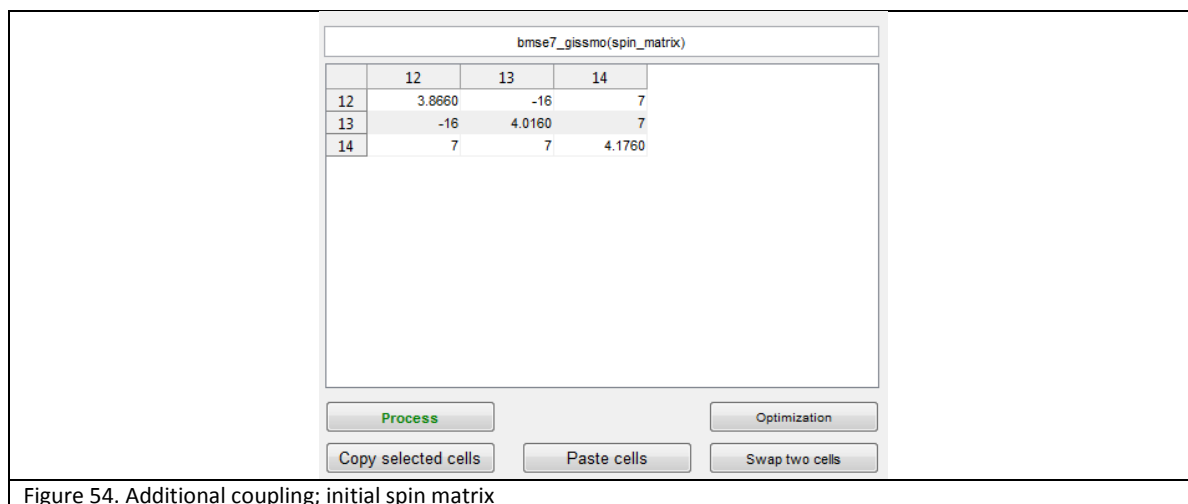 bmse7_gissmo(spin_matrix)
12 13 14
12 3.8660 -16 7
13 -16 4.0160 7
14 7 7 4.1760
Process Optimization
Copy selected cells Paste cells Swap two cells
Figure 54. Additional coupling; initial spin matrix